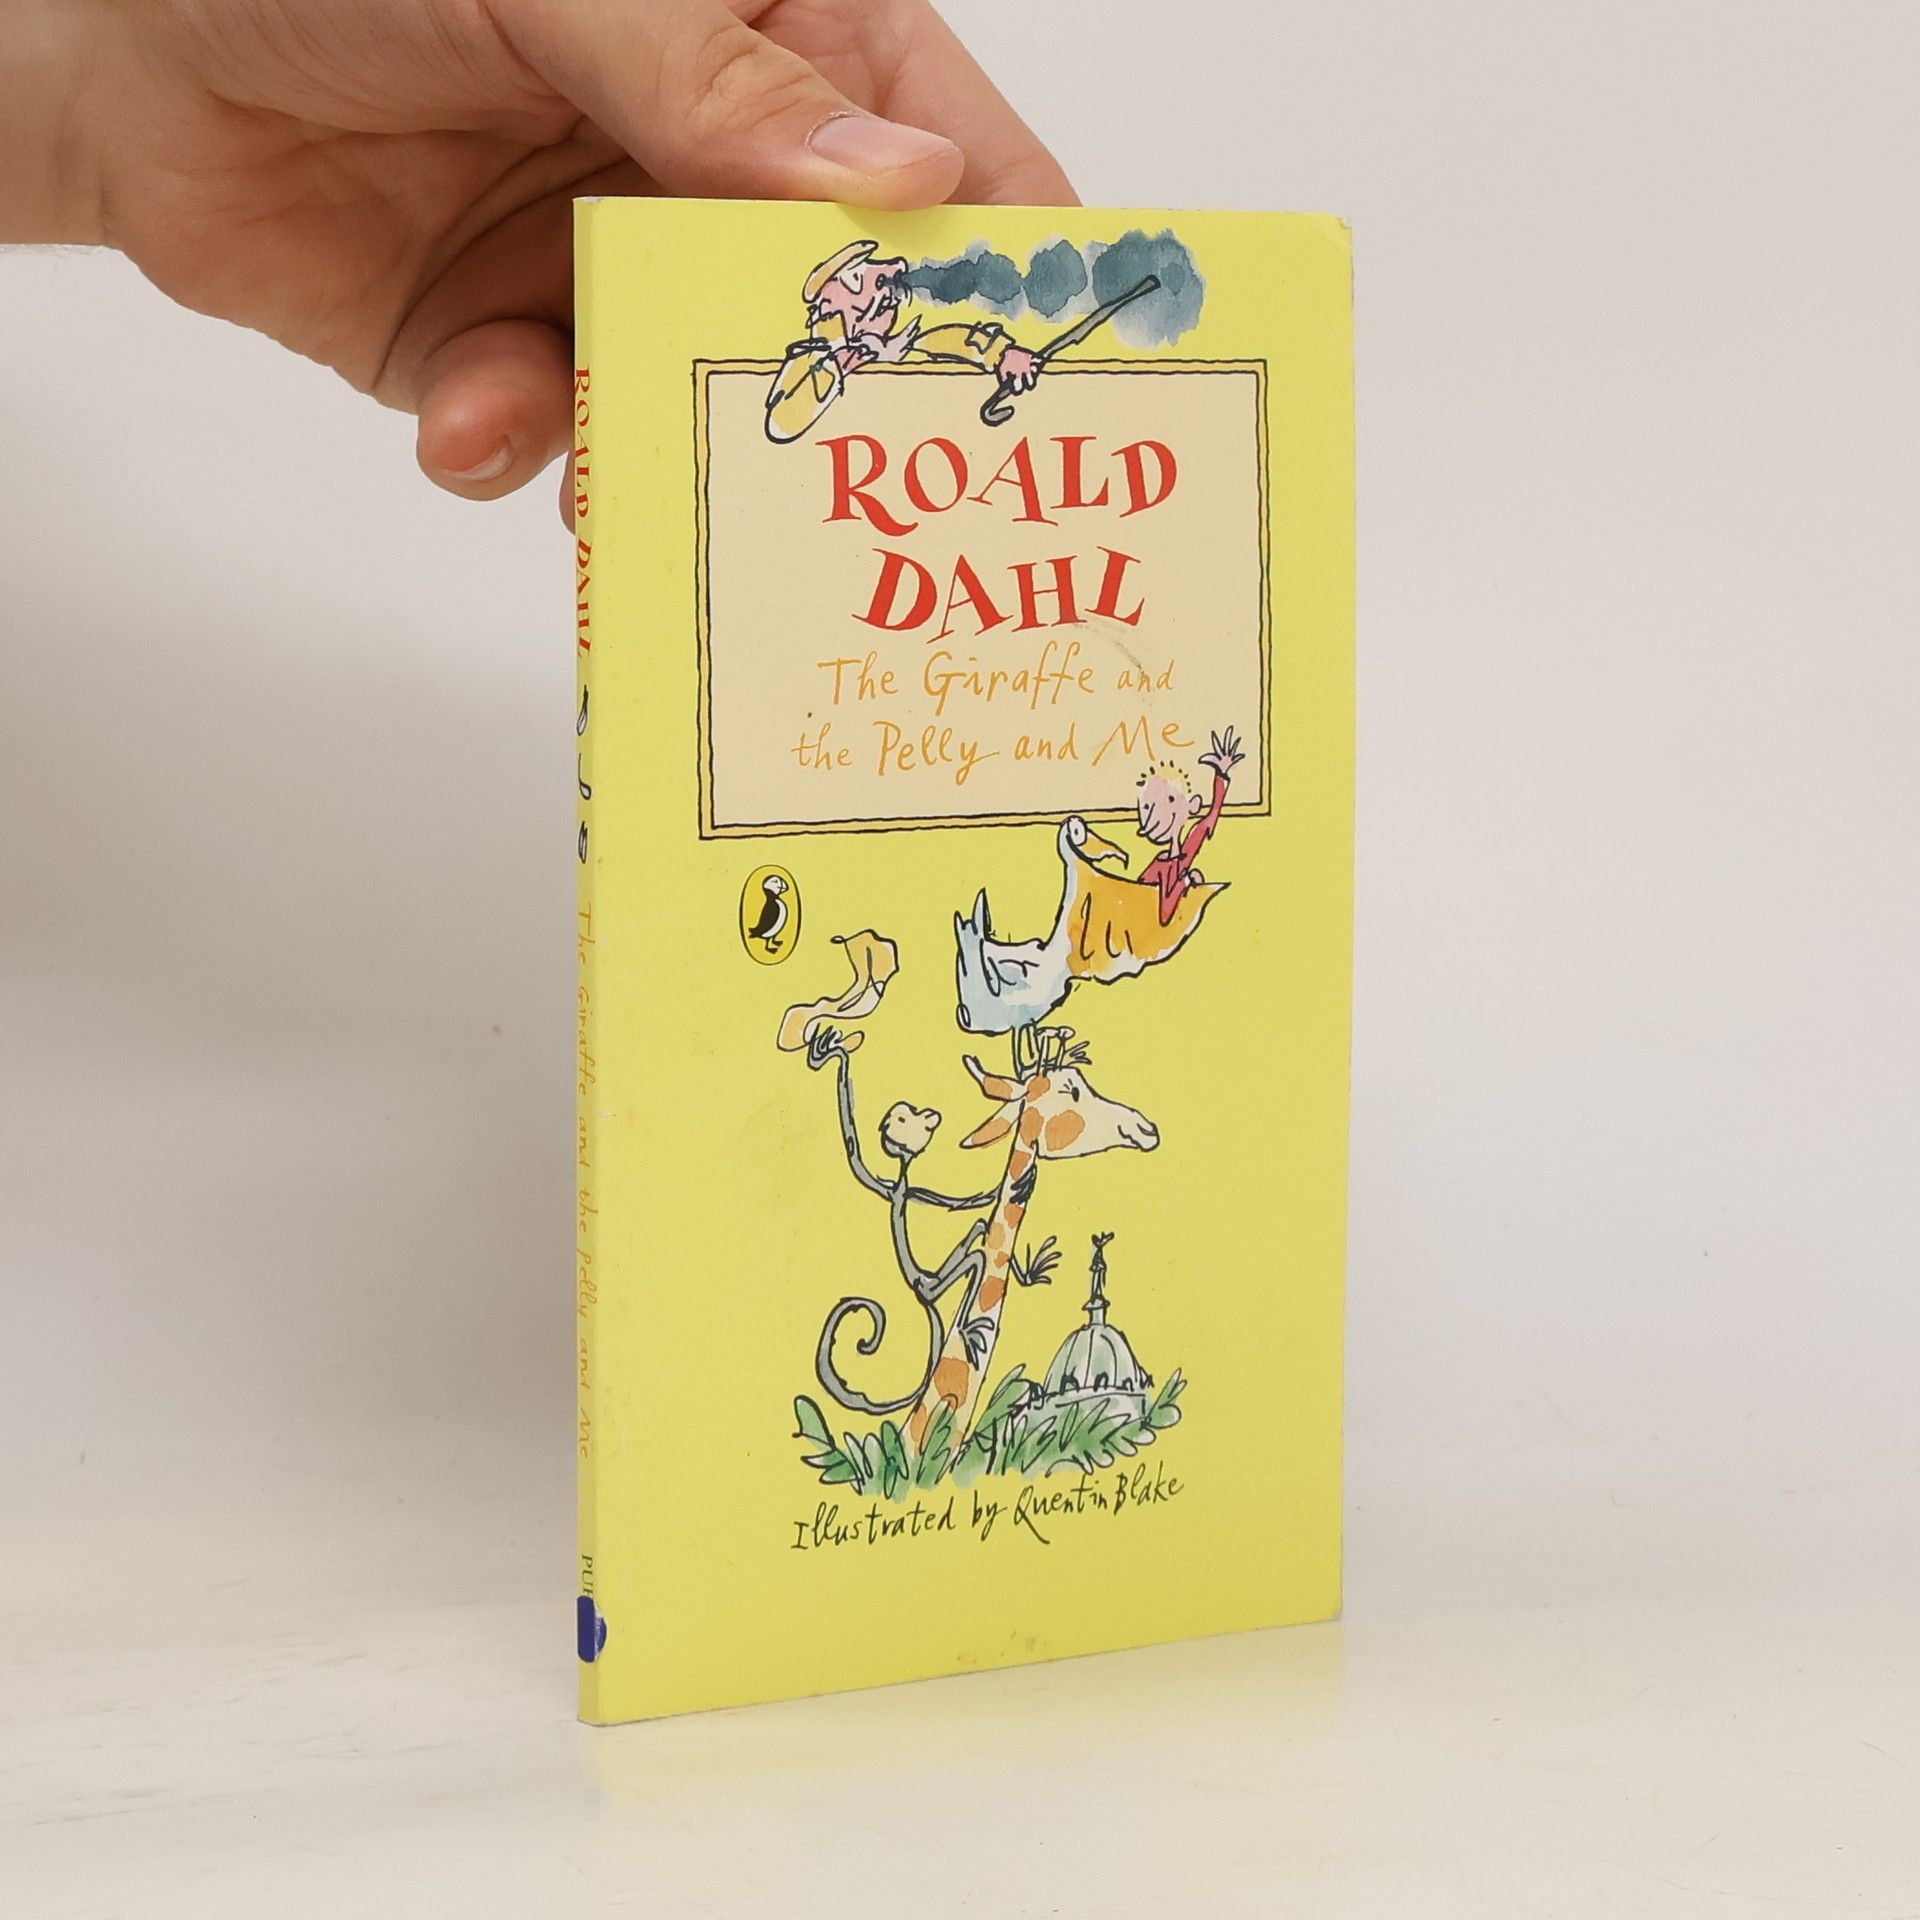 ROALD
DAHL
The Giraffe and
the Pelly and Me
Illustrated by Quentin Blake
ROALD DAHL The Giraffe and the Pelly and Me